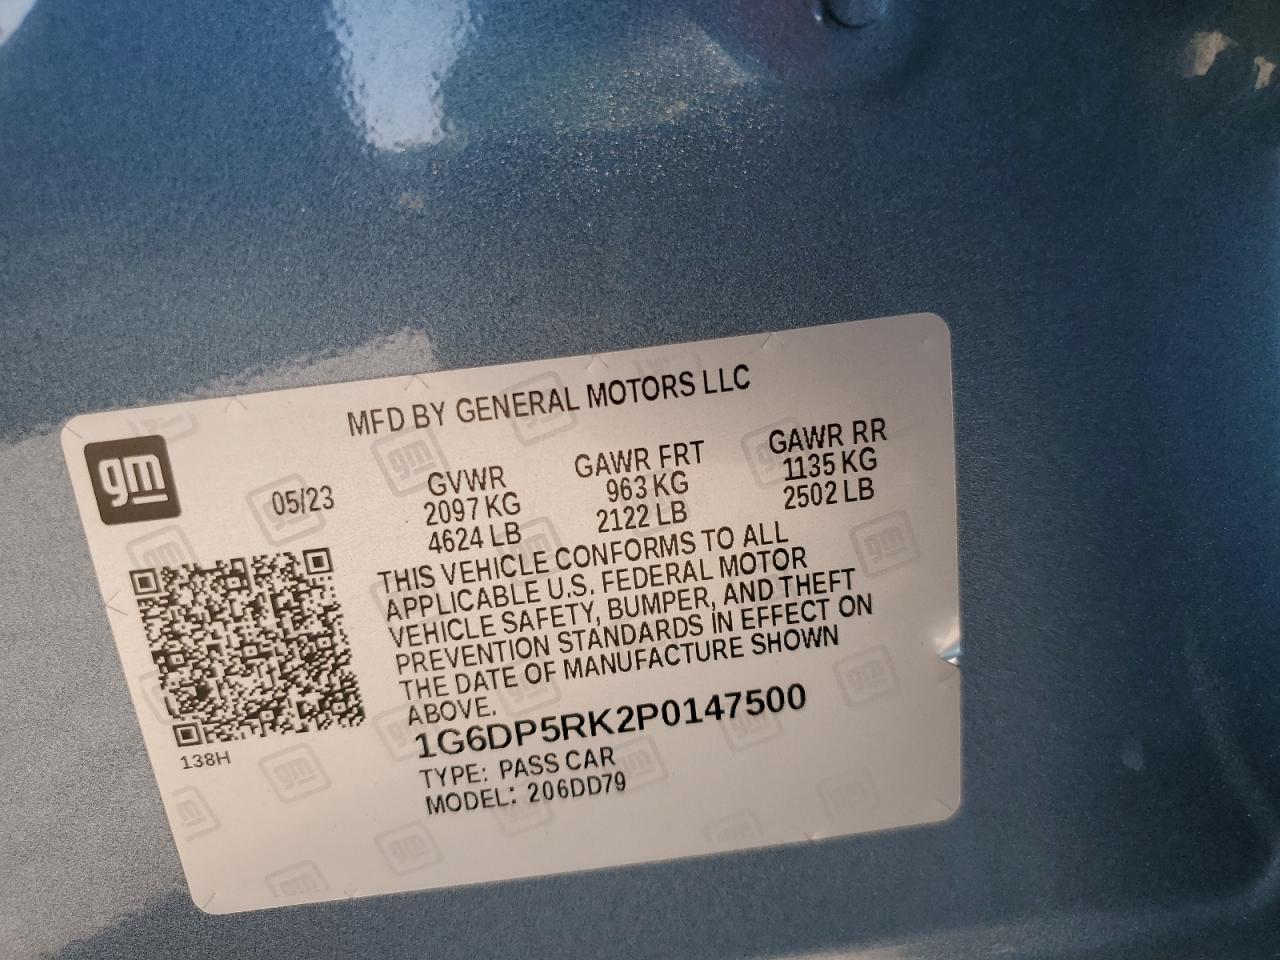 MFD BY GENERAL MOTORS LLC
gm
05/23
GVWR
2097 KG
4624 LB
GAWR FRT
963 KG
2122 LB
GAWR RR
1135 KG
2502 LB
THIS VEHICLE CONFORMS TO ALL
APPLICABLE U.S. FEDERAL MOTOR
VEHICLE SAFETY, BUMPER, AND THEFT
PREVENTION STANDARDS IN EFFECT ON
THE DATE OF MANUFACTURE SHOWN
ABOVE.
138H
1G6DP5RK2P0147500
TYPE: PASS CAR
MODEL: 206DD79